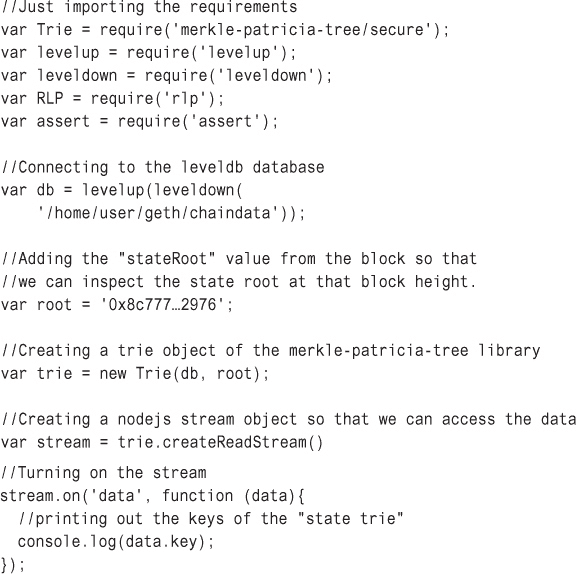 //Just importing the requirements
var Trie = require('merkle-patricia-tree/secure');
var levelup = require('levelup');
var leveldown = require('leveldown');
var RLP = require('rlp');
var assert = require('assert');
//Connecting to the leveldb database
var db = levelup(leveldown(
'/home/user/geth/chaindata'));
//Adding the "stateRoot" value from the block so that
//we can inspect the state root at that block height.
var root = '0x8c777…2976';
//Creating a trie object of the merkle-patricia-tree library
var trie = new Trie(db, root);
//Creating a nodejs stream object so that we can access the data
var stream = trie.createReadStream()
//Turning on the stream
stream.on('data', function (data){
//printing out the keys of the "state trie"
console.log(data.key);
});